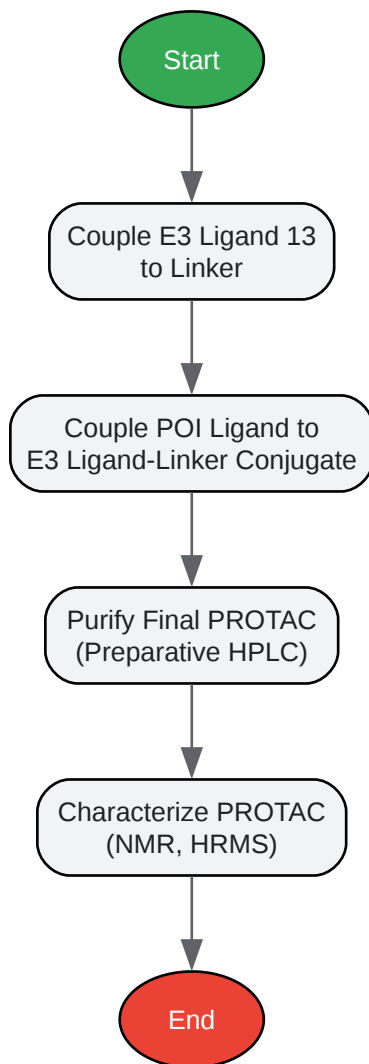 Start
Couple E3 Ligand 13
to Linker
Couple POI Ligand to
E3 Ligand-Linker Conjugate
Purify Final PROTAC
(Preparative HPLC)
Characterize PROTAC
(NMR, HRMS)
End